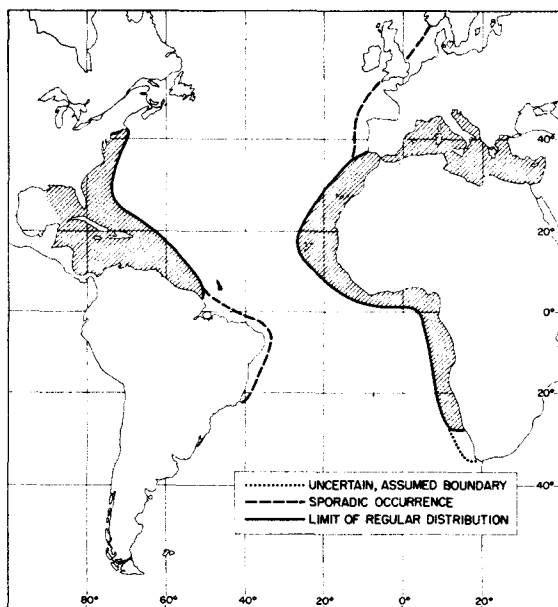 40°
20°
0°
20°
40°
UNCERTAIN, ASSUMED BOUNDARY
SPORADIC OCCURRENCE
LIMIT OF REGULAR DISTRIBUTION
80° 60° 40° 20° 0° 20°